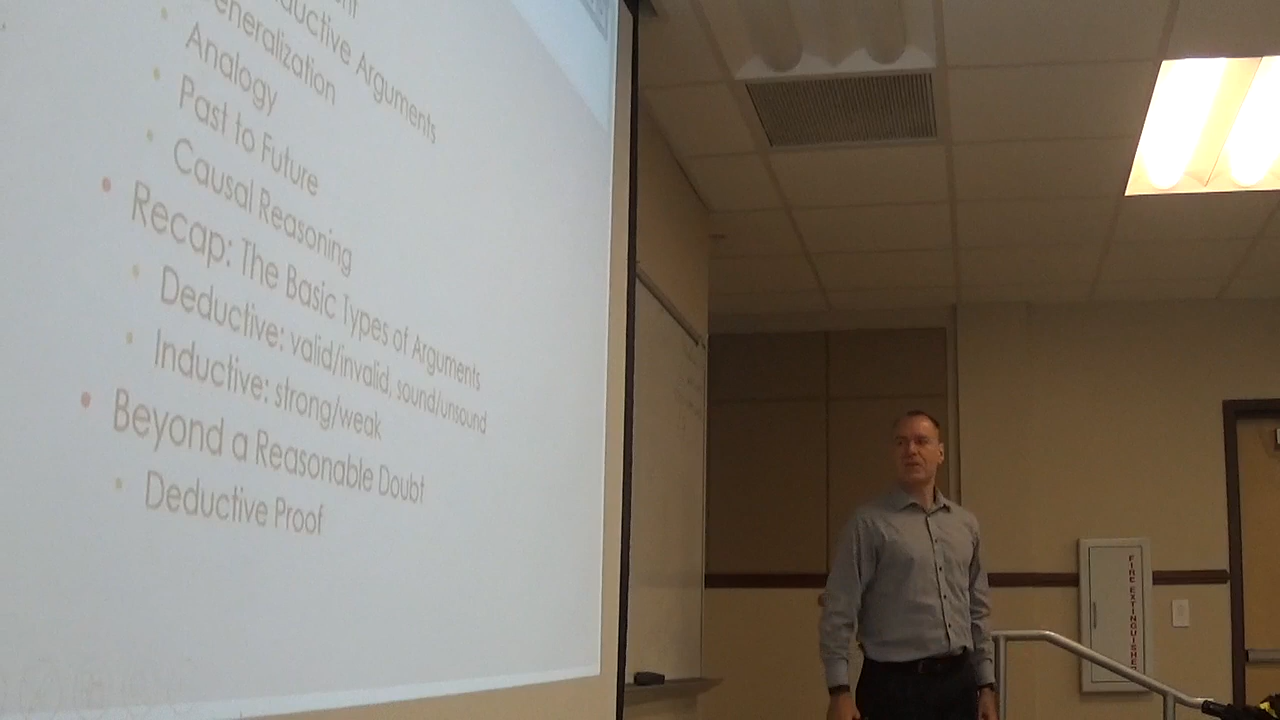 Arguments
Generalization
Analogy
Past to Future
Causal Reasoning
Recap: The Basic Types of Arguments
Deductive: valid/invalid, sound/unsound
Inductive: strong/weak
Beyond a Reasonable Doubt
Deductive Proof
FIRE EXTINGUISHER